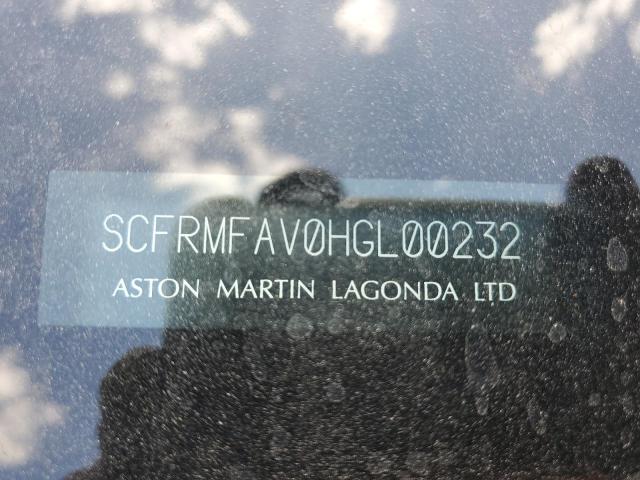 SCFRMFAV0HGL00232
ASTON MARTIN LAGONDA LTD